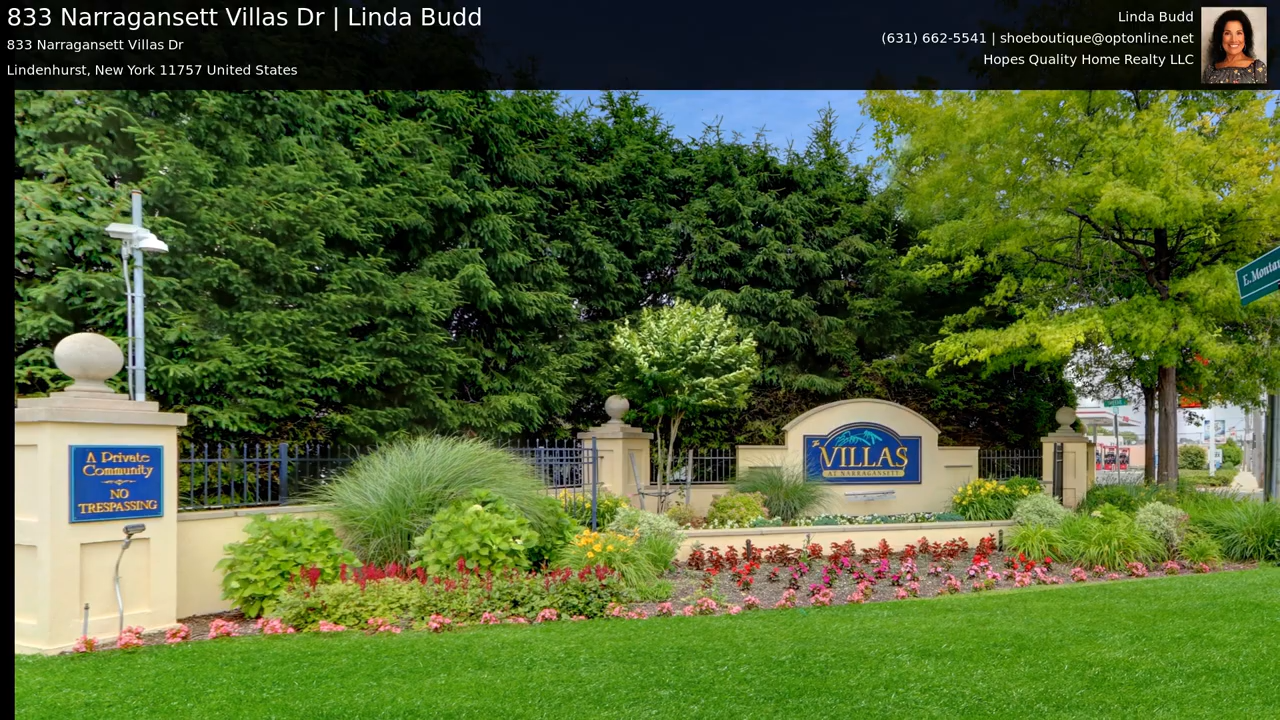 833 Narragansett Villas Dr | Linda Budd
833 Narragansett Villas Dr
Lindenhurst, New York 11757 United States
Linda Budd
(631) 662-5541 | shoeboutique@optonline.net
Hopes Quality Home Realty LLC
A Private
Community
NO
TRESPASSING
The
VILLAS
AT NARRAGANSETT